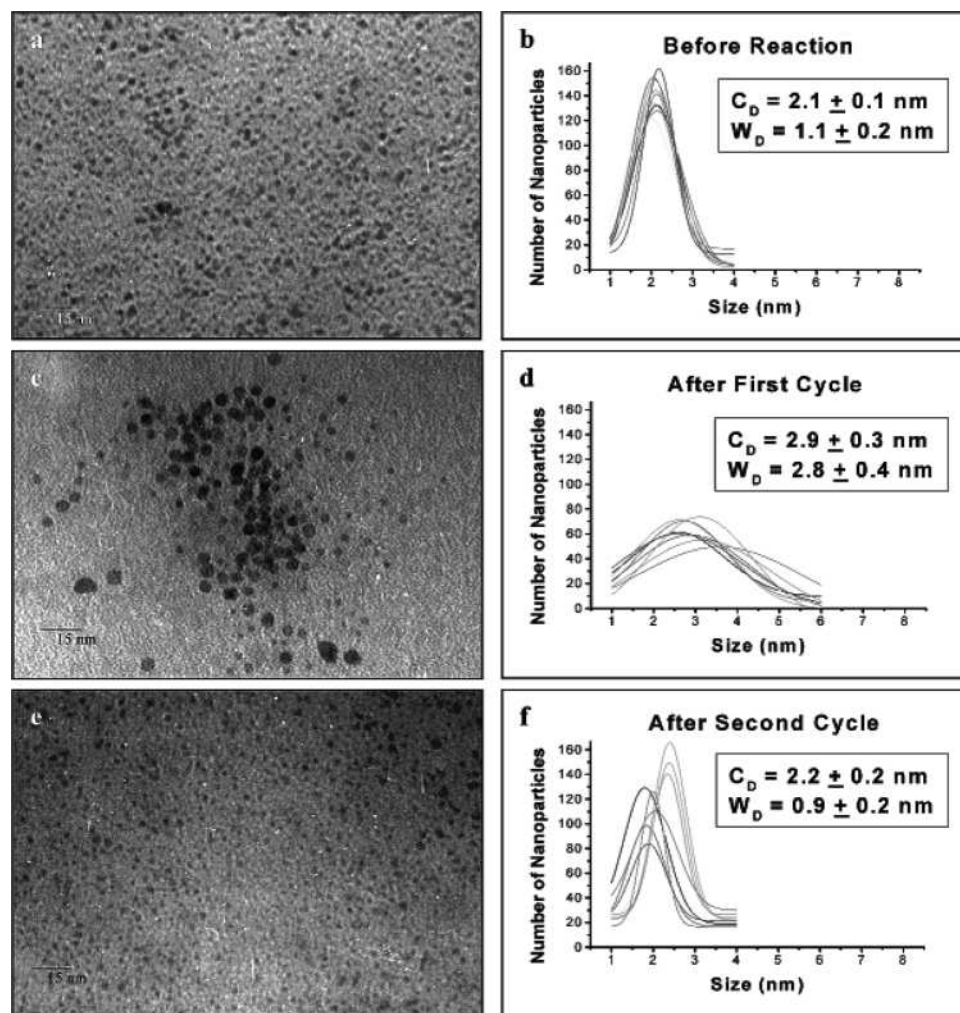 a
15 nm
b
Before Reaction
C_D = 2.1 ± 0.1 nm
W_D = 1.1 ± 0.2 nm
Number of Nanoparticles
160
140
120
100
80
60
40
20
0
1 2 3 4 5 6 7 8
Size (nm)
c
15 nm
d
After First Cycle
C_D = 2.9 ± 0.3 nm
W_D = 2.8 ± 0.4 nm
Number of Nanoparticles
160
140
120
100
80
60
40
20
0
1 2 3 4 5 6 7 8
Size (nm)
e
15 nm
f
After Second Cycle
C_D = 2.2 ± 0.2 nm
W_D = 0.9 ± 0.2 nm
Number of Nanoparticles
160
140
120
100
80
60
40
20
0
1 2 3 4 5 6 7 8
Size (nm)